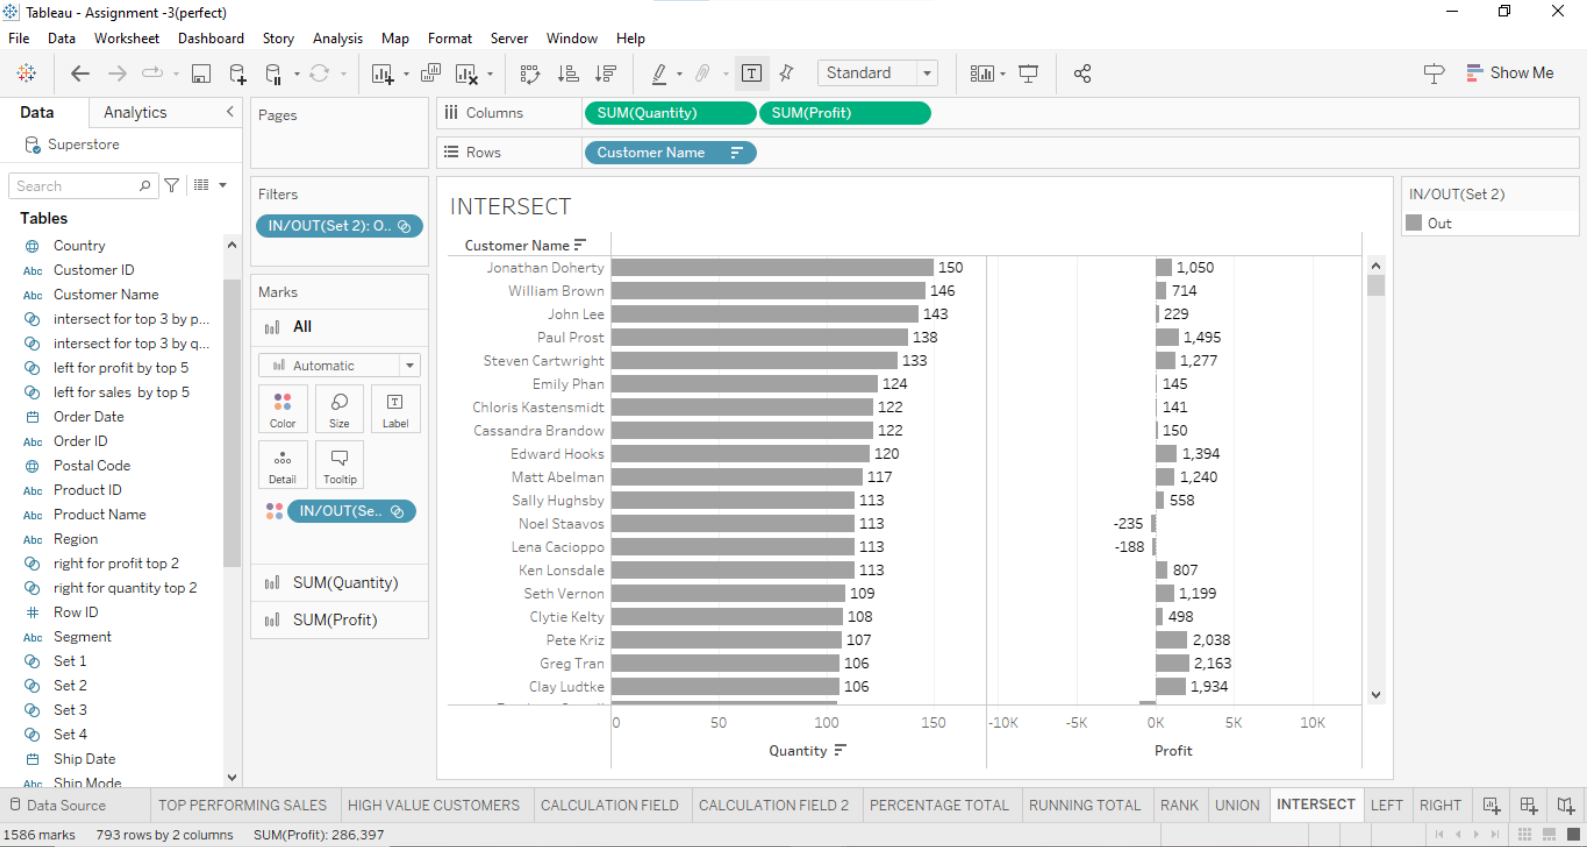 Tableau - Assignment -3(perfect)
File Data Worksheet Dashboard Story Analysis Map Format Server Window Help
Standard
Show Me
Data
Analytics
Superstore
Search
Tables
Country
Abc Customer ID
Abc Customer Name
intersect for top 3 by p...
intersect for top 3 by q...
left for profit by top 5
left for sales by top 5
Order Date
Abc Order ID
Postal Code
Abc Product ID
Abc Product Name
Abc Region
right for profit top 2
right for quantity top 2
# Row ID
Abc Segment
Set 1
Set 2
Set 3
Set 4
Ship Date
Abc Ship Mode
Pages
Filters
IN/OUT(Set 2): O..
Marks
All
Automatic
Color
Size
T
Label
Detail
Tooltip
IN/OUT(Se..
SUM(Quantity)
SUM(Profit)
Columns
SUM(Quantity)
SUM(Profit)
Rows
Customer Name
INTERSECT
Customer Name
Jonathan Doherty 150 1,050
William Brown 146 714
John Lee 143 229
Paul Prost 138 1,495
Steven Cartwright 133 1,277
Emily Phan 124 145
Chloris Kastensmidt 122 141
Cassandra Brandow 122 150
Edward Hooks 120 1,394
Matt Abelman 117 1,240
Sally Hughsby 113 558
Noel Staavos 113 -235
Lena Cacioppo 113 -188
Ken Lonsdale 113 807
Seth Vernon 109 1,199
Clytie Kelty 108 498
Pete Kriz 107 2,038
Greg Tran 106 2,163
Clay Ludtke 106 1,934
0 50 100 150 -10K -5K 0K 5K 10K
Quantity
Profit
IN/OUT(Set 2)
Out
Data Source
TOP PERFORMING SALES
HIGH VALUE CUSTOMERS
CALCULATION FIELD
CALCULATION FIELD 2
PERCENTAGE TOTAL
RUNNING TOTAL
RANK
UNION
INTERSECT
LEFT
RIGHT
1586 marks 793 rows by 2 columns SUM(Profit): 286,397